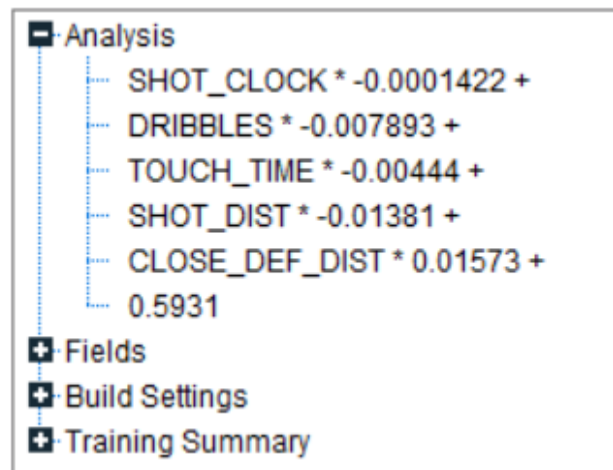 Analysis
SHOT_CLOCK * -0.0001422 +
DRIBBLES * -0.007893 +
TOUCH_TIME * -0.00444 +
SHOT_DIST * -0.01381 +
CLOSE_DEF_DIST * 0.01573 +
0.5931
Fields
Build Settings
Training Summary